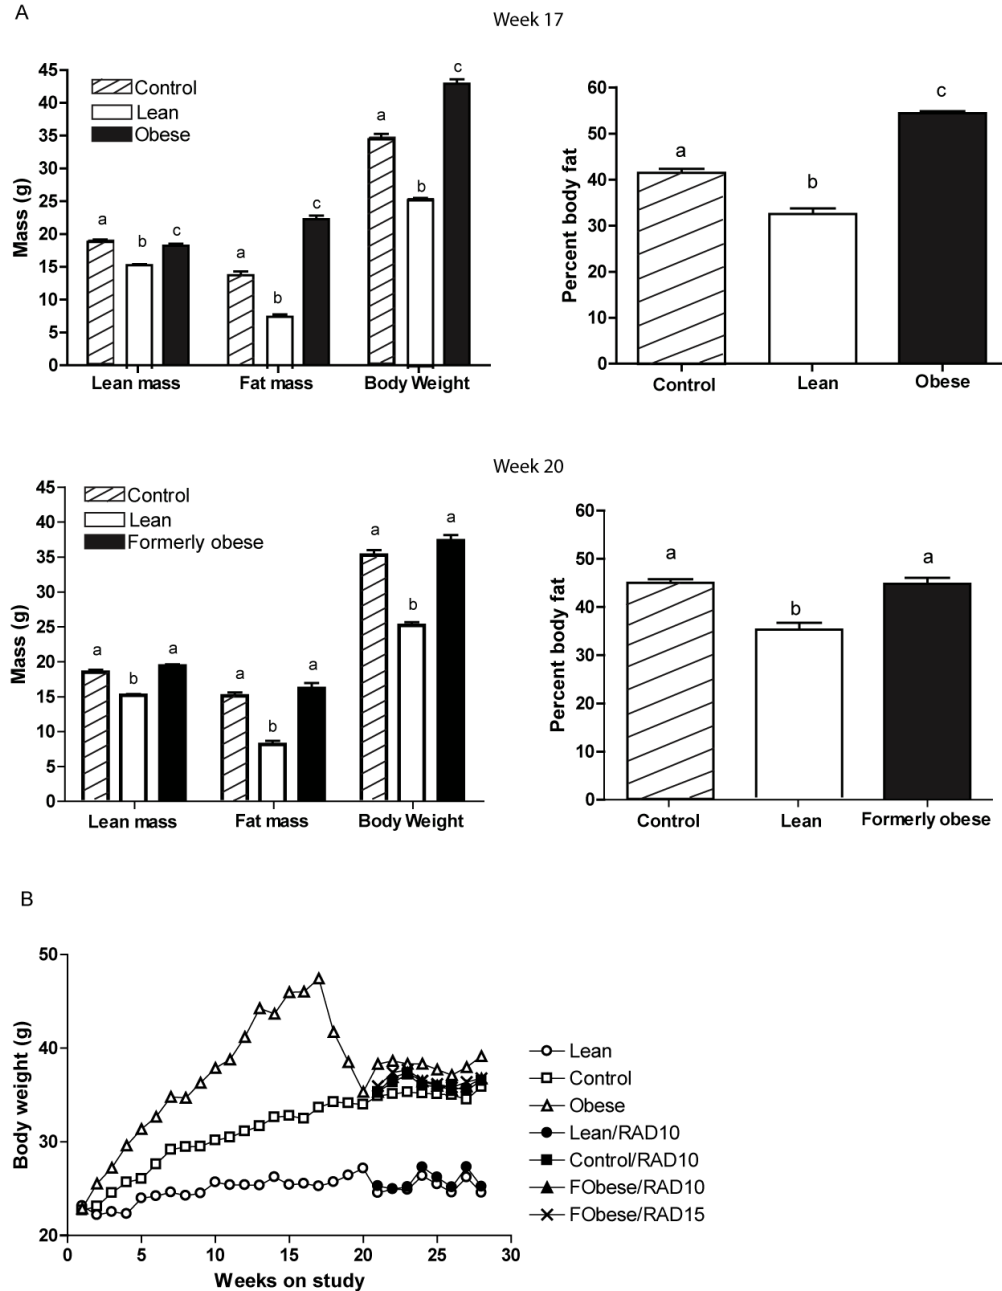 A
Week 17
45
40
35
30
25
20
15
10
5
0
Mass (g)
Control
Lean
Obese
a
b
c
a
b
c
a
b
c
Lean mass
Fat mass
Body Weight
60
50
40
30
20
10
0
Percent body fat
a
b
c
Control
Lean
Obese
Week 20
45
40
35
30
25
20
15
10
5
0
Mass (g)
Control
Lean
Formerly obese
a
b
a
a
b
a
a
b
a
Lean mass
Fat mass
Body Weight
60
50
40
30
20
10
0
Percent body fat
a
b
a
Control
Lean
Formerly obese
B
50
40
30
20
Body weight (g)
0
5
10
15
20
25
30
Weeks on study
Lean
Control
Obese
Lean/RAD10
Control/RAD10
FObese/RAD10
FObese/RAD15